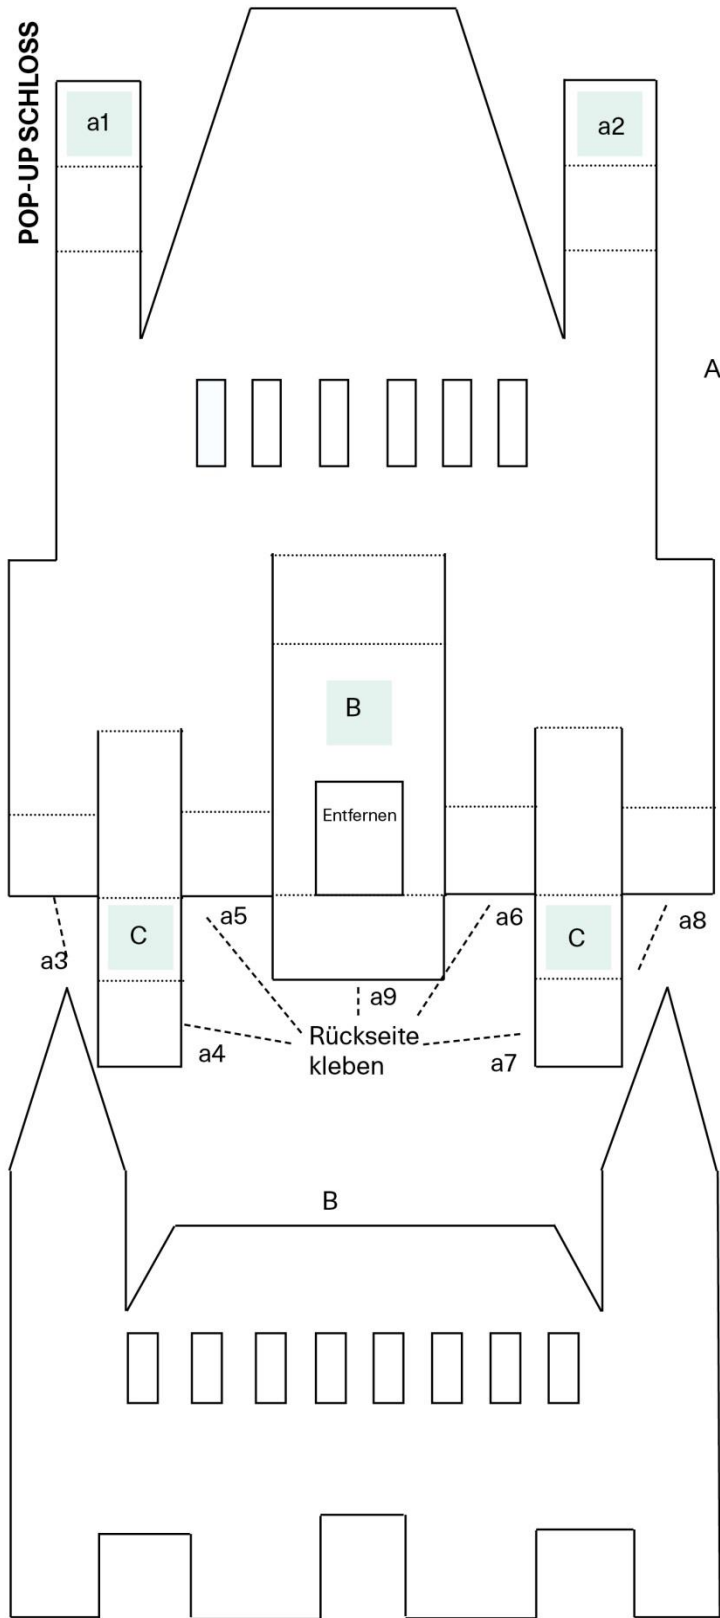 POP-UP SCHLOSS
a1
a2
A
B
Entfernen
C
C
a5
a6
a8
a3
a9
Rückseite
kleben
a4
a7
B